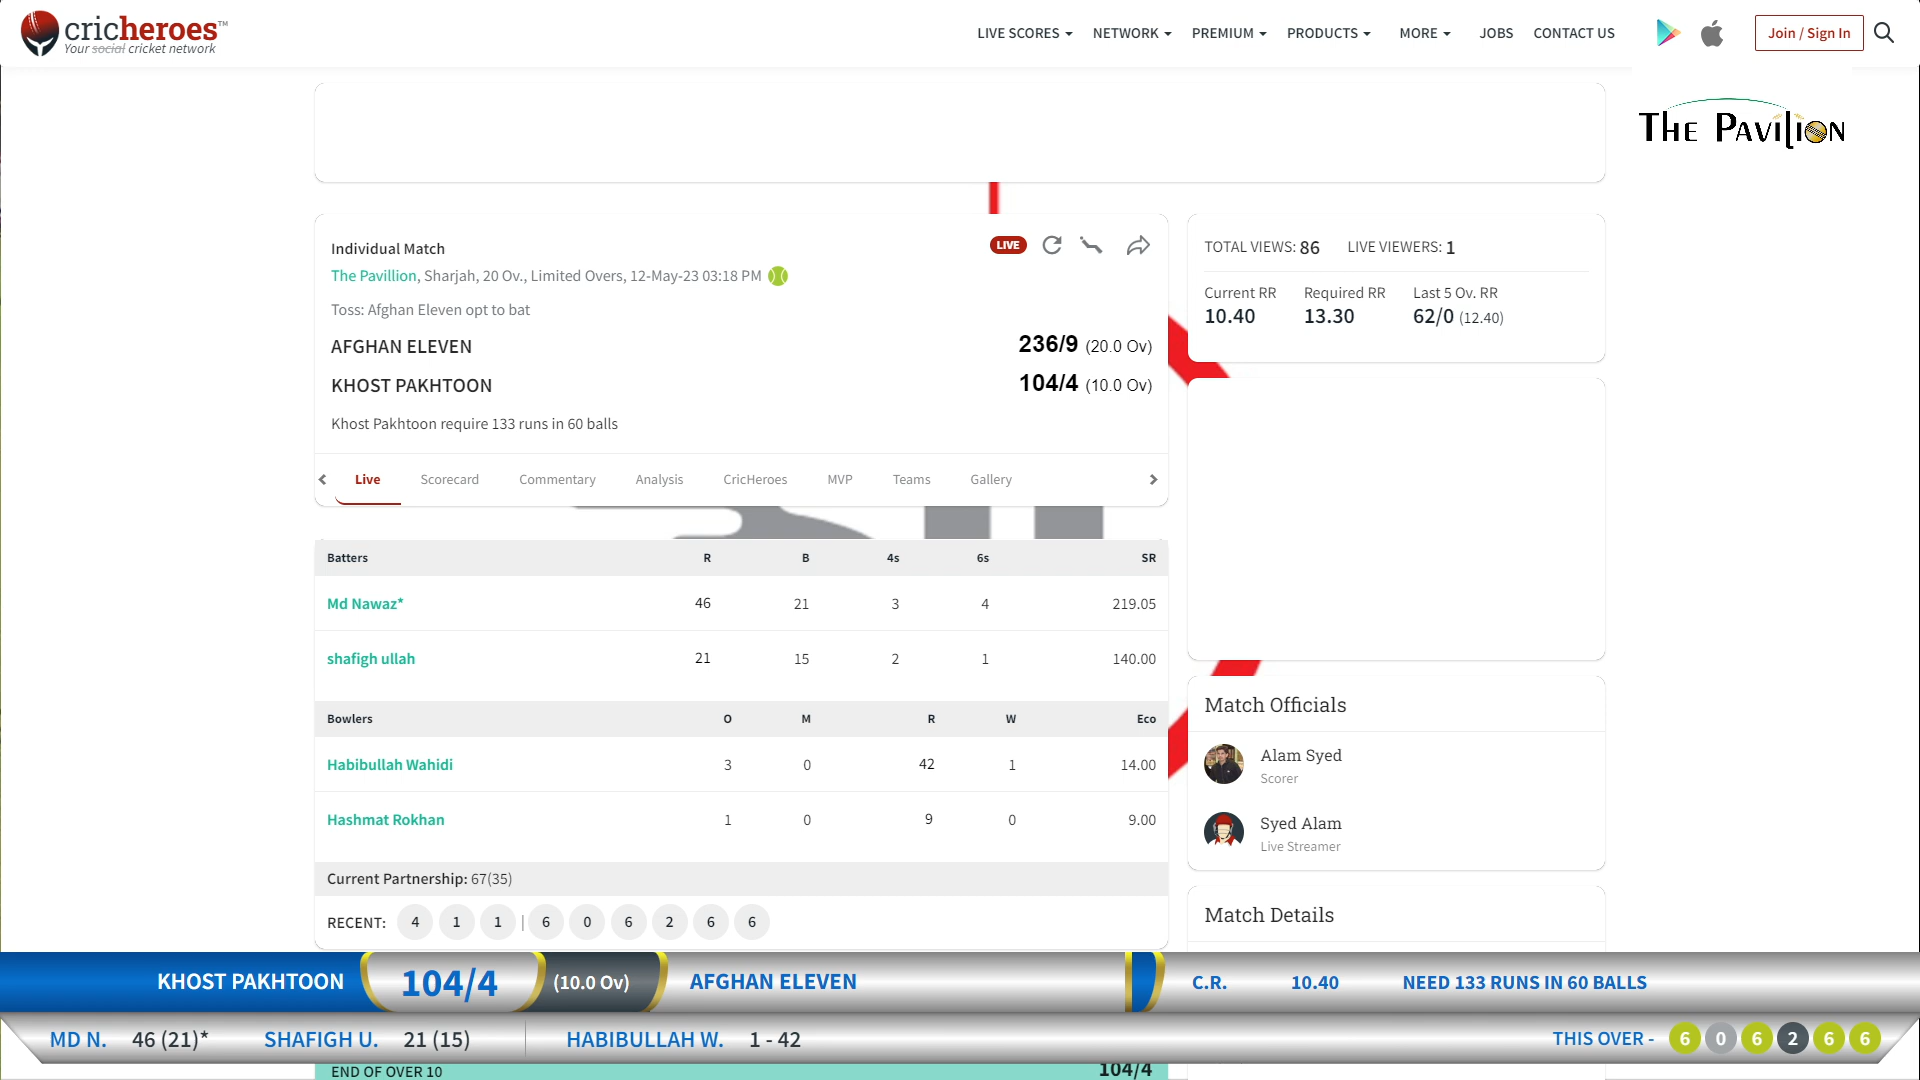 cricheroes™
Your social cricket network
LIVE SCORES NETWORK PREMIUM PRODUCTS MORE JOBS CONTACT US Join / Sign In
THE PAVILION
Individual Match LIVE
The Pavillion, Sharjah, 20 Ov., Limited Overs, 12-May-23 03:18 PM
Toss: Afghan Eleven opt to bat
AFGHAN ELEVEN 236/9 (20.0 Ov)
KHOST PAKHTOON 104/4 (10.0 Ov)
Khost Pakhtoon require 133 runs in 60 balls
TOTAL VIEWS: 86 LIVE VIEWERS: 1
Current RR Required RR Last 5 Ov. RR
10.40 13.30 62/0 (12.40)
Live Scorecard Commentary Analysis CricHeroes MVP Teams Gallery
Batters R B 4s 6s SR
Md Nawaz* 46 21 3 4 219.05
shafigh ullah 21 15 2 1 140.00
Bowlers O M R W Eco
Habibullah Wahidi 3 0 42 1 14.00
Hashmat Rokhan 1 0 9 0 9.00
Current Partnership: 67(35)
RECENT: 4 1 1 | 6 0 6 2 6 6
Match Officials
Alam Syed
Scorer
Syed Alam
Live Streamer
Match Details
KHOST PAKHTOON 104/4 (10.0 Ov) AFGHAN ELEVEN C.R. 10.40 NEED 133 RUNS IN 60 BALLS
MD N. 46 (21)* SHAFIGH U. 21 (15) HABIBULLAH W. 1 - 42 THIS OVER - 6 0 6 2 6 6
END OF OVER 10 104/4